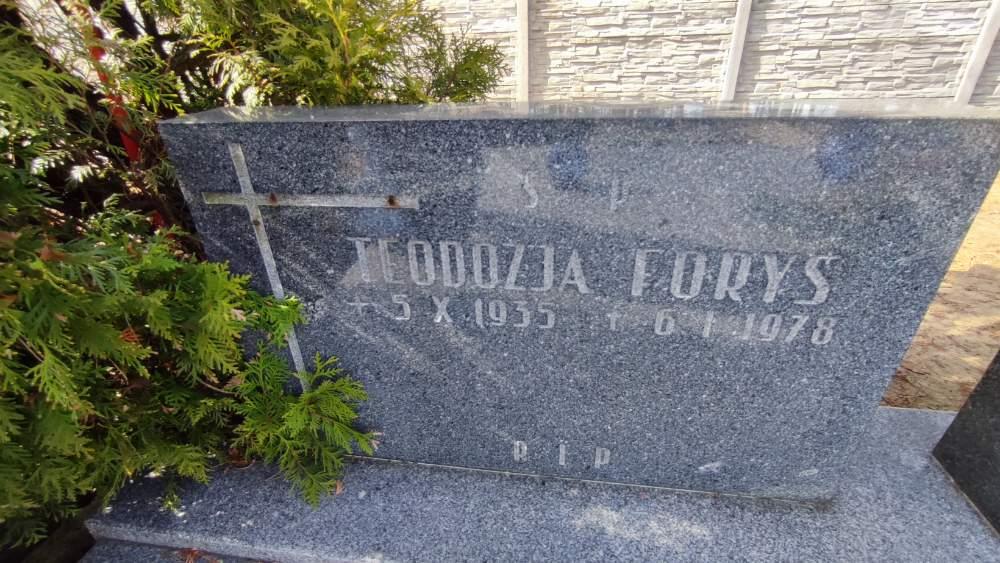 Ś P
TEODOZJA FORYS
* 5 X 1935 † 6 I 1978
R I P